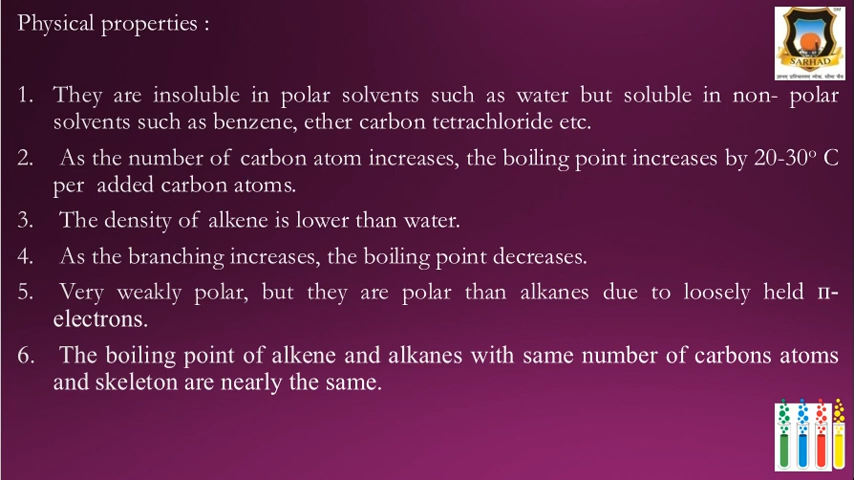 Physical properties :
SARHAD
1. They are insoluble in polar solvents such as water but soluble in non- polar
solvents such as benzene, ether carbon tetrachloride etc.
2. As the number of carbon atom increases, the boiling point increases by 20-30° C
per added carbon atoms.
3. The density of alkene is lower than water.
4. As the branching increases, the boiling point decreases.
5. Very weakly polar, but they are polar than alkanes due to loosely held π-
electrons.
6. The boiling point of alkene and alkanes with same number of carbons atoms
and skeleton are nearly the same.